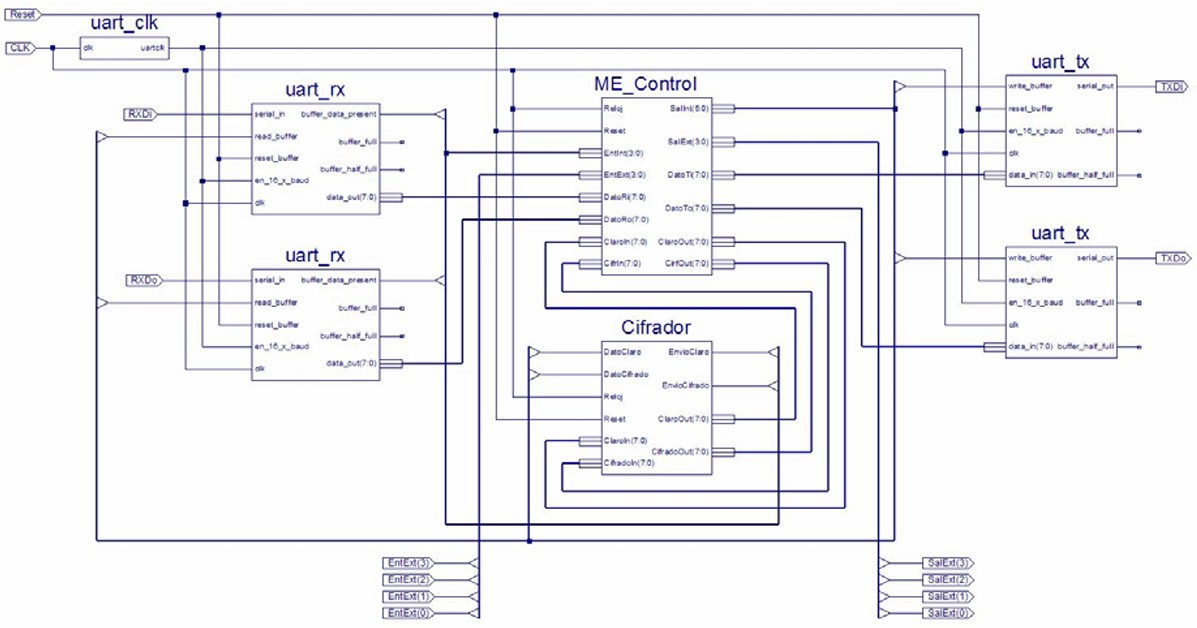 Reset
CLK
uart_clk
clk uartclk
uart_rx
RXDi
serial_in buffer_data_present
read_buffer
buffer_full
reset_buffer
buffer_half_full
en_16_x_baud
data_out(7:0)
clk
uart_rx
RXDo
serial_in buffer_data_present
read_buffer
buffer_full
reset_buffer
buffer_half_full
en_16_x_baud
data_out(7:0)
clk
ME_Control
Reloj SalInt(6:0)
Reset
SalExt(3:0)
EntInt(3:0)
EntExt(3:0) DatoTi(7:0)
DatoRi(7:0)
DatoTo(7:0)
DatoRo(7:0)
ClaroIn(7:0) ClaroOut(7:0)
CifrIn(7:0) CirfOut(7:0)
Cifrador
DatoClaro EnvioClaro
DatoCifrado
EnvioCifrado
Reloj
Reset ClaroOut(7:0)
ClaroIn(7:0)
CifradoOut(7:0)
CifradoIn(7:0)
uart_tx
write_buffer serial_out
TXDi
reset_buffer
en_16_x_baud buffer_full
clk
data_in(7:0) buffer_half_full
uart_tx
write_buffer serial_out
TXDo
reset_buffer
en_16_x_baud buffer_full
clk
data_in(7:0) buffer_half_full
EntExt(3)
EntExt(2)
EntExt(1)
EntExt(0)
SalExt(3)
SalExt(2)
SalExt(1)
SalExt(0)